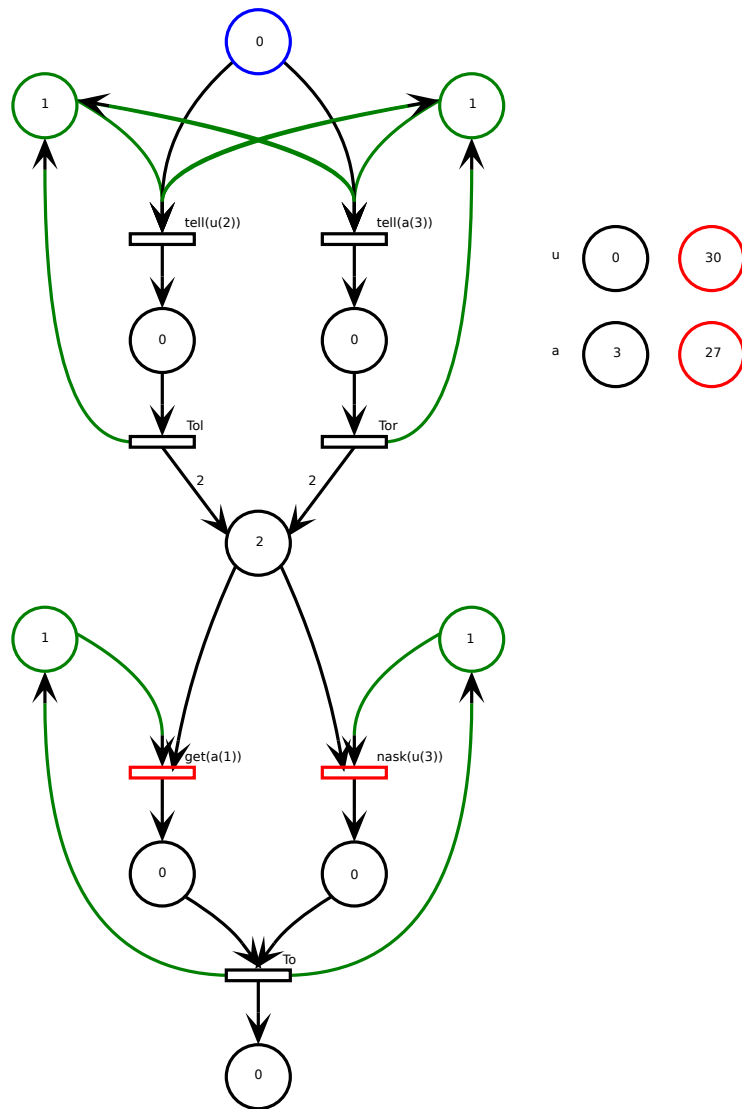 0
1
1
tell(u(2))
tell(a(3))
u
0
30
0
0
a
3
27
Tol
Tor
2
2
2
1
1
get(a(1))
nask(u(3))
0
0
To
0